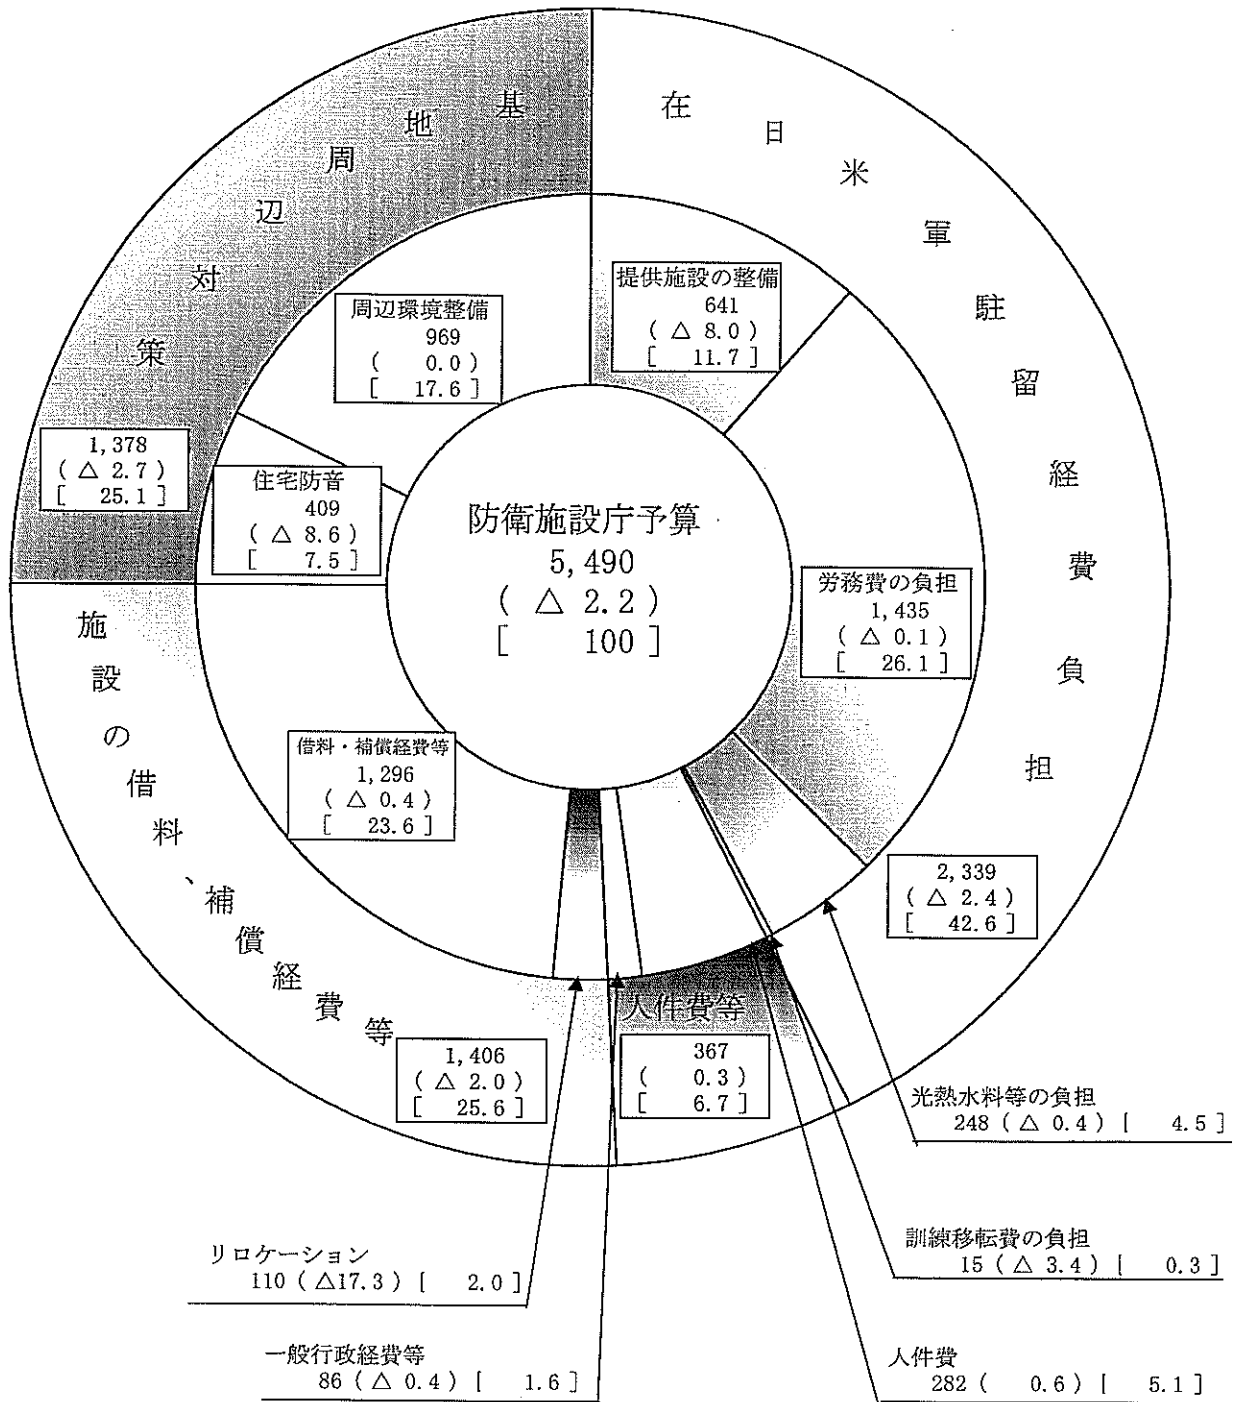 基地周辺対策
1,378
( △ 2.7 )
[ 25.1 ]
在日米軍駐留経費負担
2,339
( △ 2.4 )
[ 42.6 ]
施設の借料、補償経費等
1,406
( △ 2.0 )
[ 25.6 ]
人件費等
367
( 0.3 )
[ 6.7 ]
周辺環境整備
969
( 0.0 )
[ 17.6 ]
提供施設の整備
641
( △ 8.0 )
[ 11.7 ]
住宅防音
409
( △ 8.6 )
[ 7.5 ]
防衛施設庁予算
5,490
( △ 2.2 )
[ 100 ]
労務費の負担
1,435
( △ 0.1 )
[ 26.1 ]
借料・補償経費等
1,296
( △ 0.4 )
[ 23.6 ]
光熱水料等の負担
248 ( △ 0.4 ) [ 4.5 ]
訓練移転費の負担
15 ( △ 3.4 ) [ 0.3 ]
リロケーション
110 ( △17.3 ) [ 2.0 ]
一般行政経費等
86 ( △ 0.4 ) [ 1.6 ]
人件費
282 ( 0.6 ) [ 5.1 ]